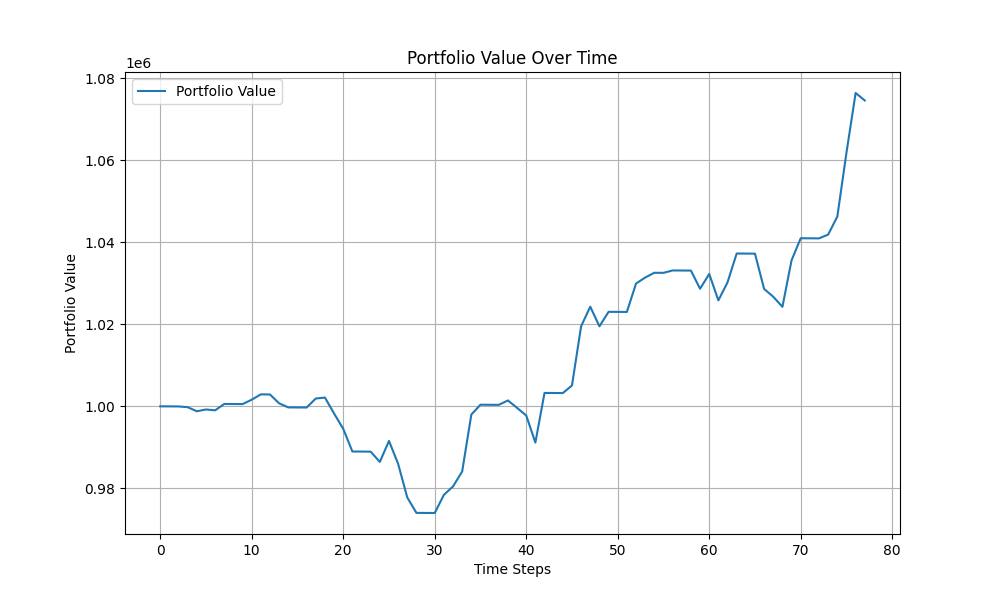 Portfolio Value Over Time
1e6
Portfolio Value
1.08
1.06
1.04
1.02
1.00
0.98
Portfolio Value
0 10 20 30 40 50 60 70 80
Time Steps